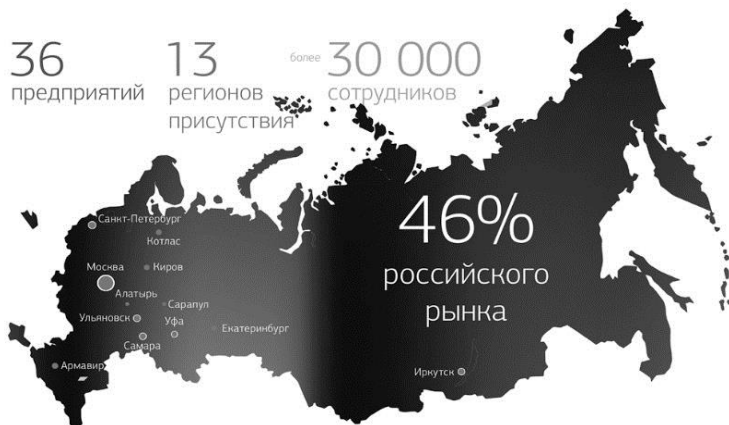 36
предприятий
13
регионов
присутствия
более
30 000
сотрудников
46%
российского
рынка
Санкт-Петербург
Котлас
Москва
Киров
Алатырь
Сарапул
Ульяновск
Уфа
Екатеринбург
Самара
Армавир
Иркутск